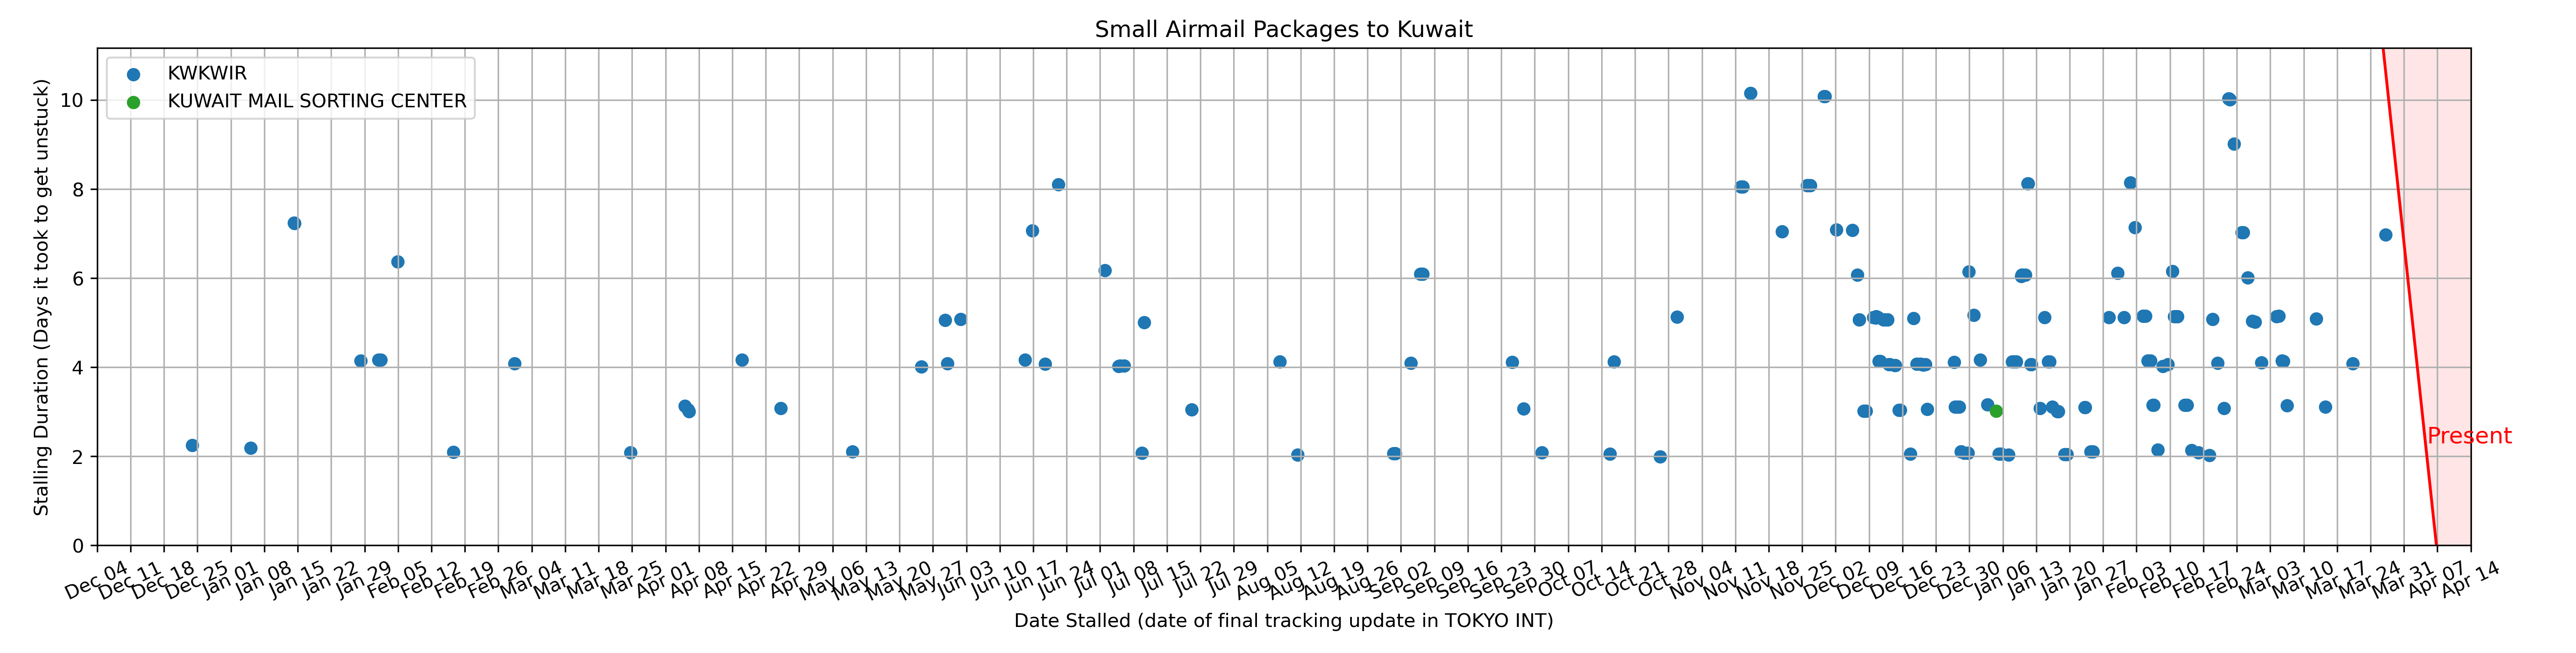 Small Airmail Packages to Kuwait
KWKWIR
KUWAIT MAIL SORTING CENTER
Stalling Duration (Days it took to get unstuck)
10
8
6
4
2
0
Present
Dec 04
Dec 11
Dec 18
Dec 25
Jan 01
Jan 08
Jan 15
Jan 22
Jan 29
Feb 05
Feb 12
Feb 19
Feb 26
Mar 04
Mar 11
Mar 18
Mar 25
Apr 01
Apr 08
Apr 15
Apr 22
Apr 29
May 06
May 13
May 20
May 27
Jun 03
Jun 10
Jun 17
Jun 24
Jul 01
Jul 08
Jul 15
Jul 22
Jul 29
Aug 05
Aug 12
Aug 19
Aug 26
Sep 02
Sep 09
Sep 16
Sep 23
Sep 30
Oct 07
Oct 14
Oct 21
Oct 28
Nov 04
Nov 11
Nov 18
Nov 25
Dec 02
Dec 09
Dec 16
Dec 23
Dec 30
Jan 06
Jan 13
Jan 20
Jan 27
Feb 03
Feb 10
Feb 17
Feb 24
Mar 03
Mar 10
Mar 17
Mar 24
Mar 31
Apr 07
Apr 14
Date Stalled (date of final tracking update in TOKYO INT)